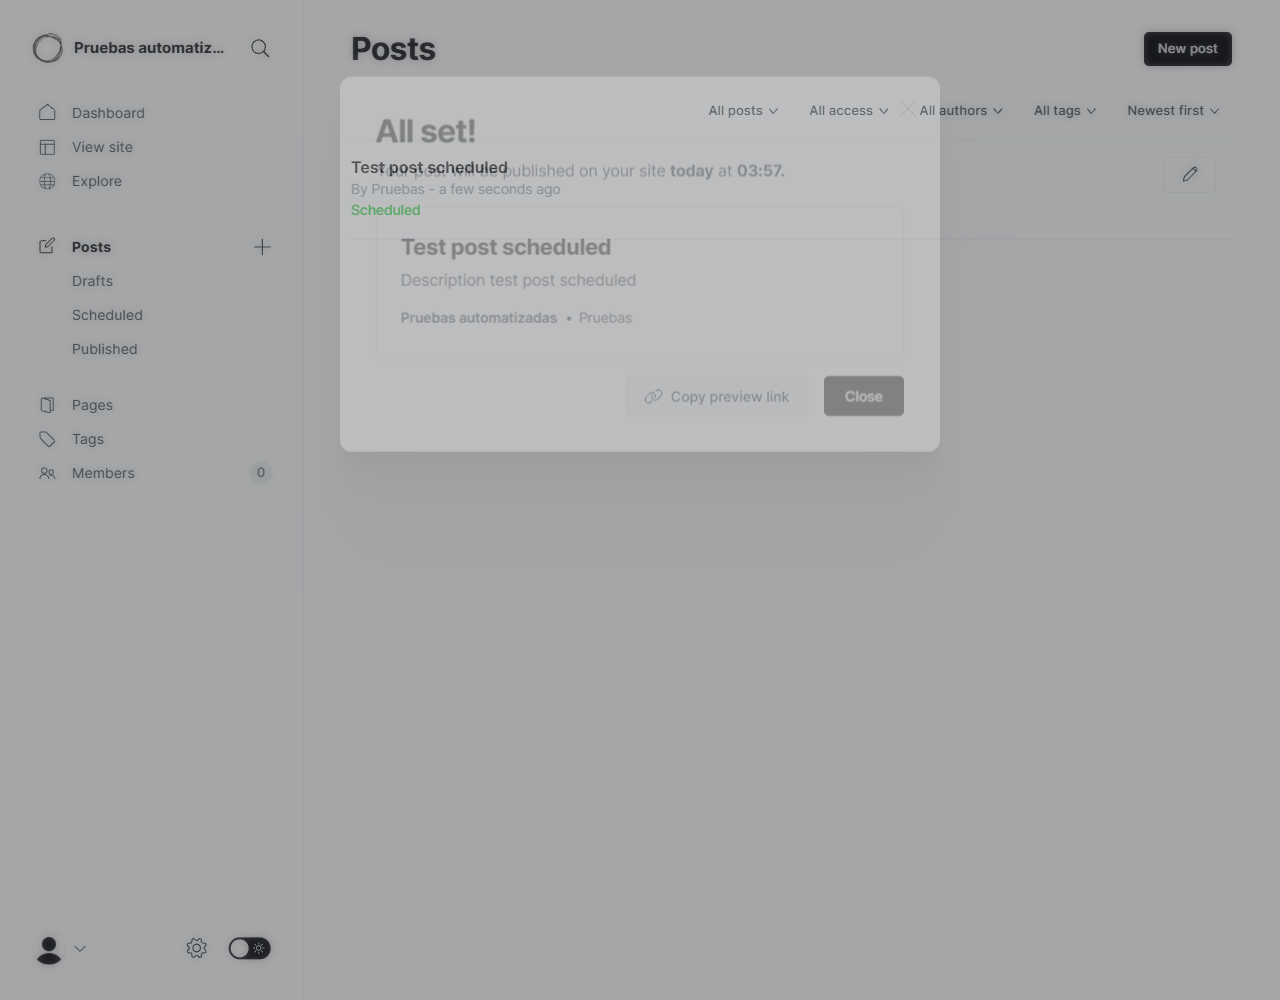 Pruebas automatiz...
Dashboard
View site
Explore
Posts
Drafts
Scheduled
Published
Pages
Tags
Members
0
Posts
New post
All posts
All access
All authors
All tags
Newest first
Test post scheduled
By Pruebas - a few seconds ago
Scheduled
All set!
Your post will be published on your site today at 03:57.
Test post scheduled
Description test post scheduled
Pruebas automatizadas • Pruebas
Copy preview link
Close